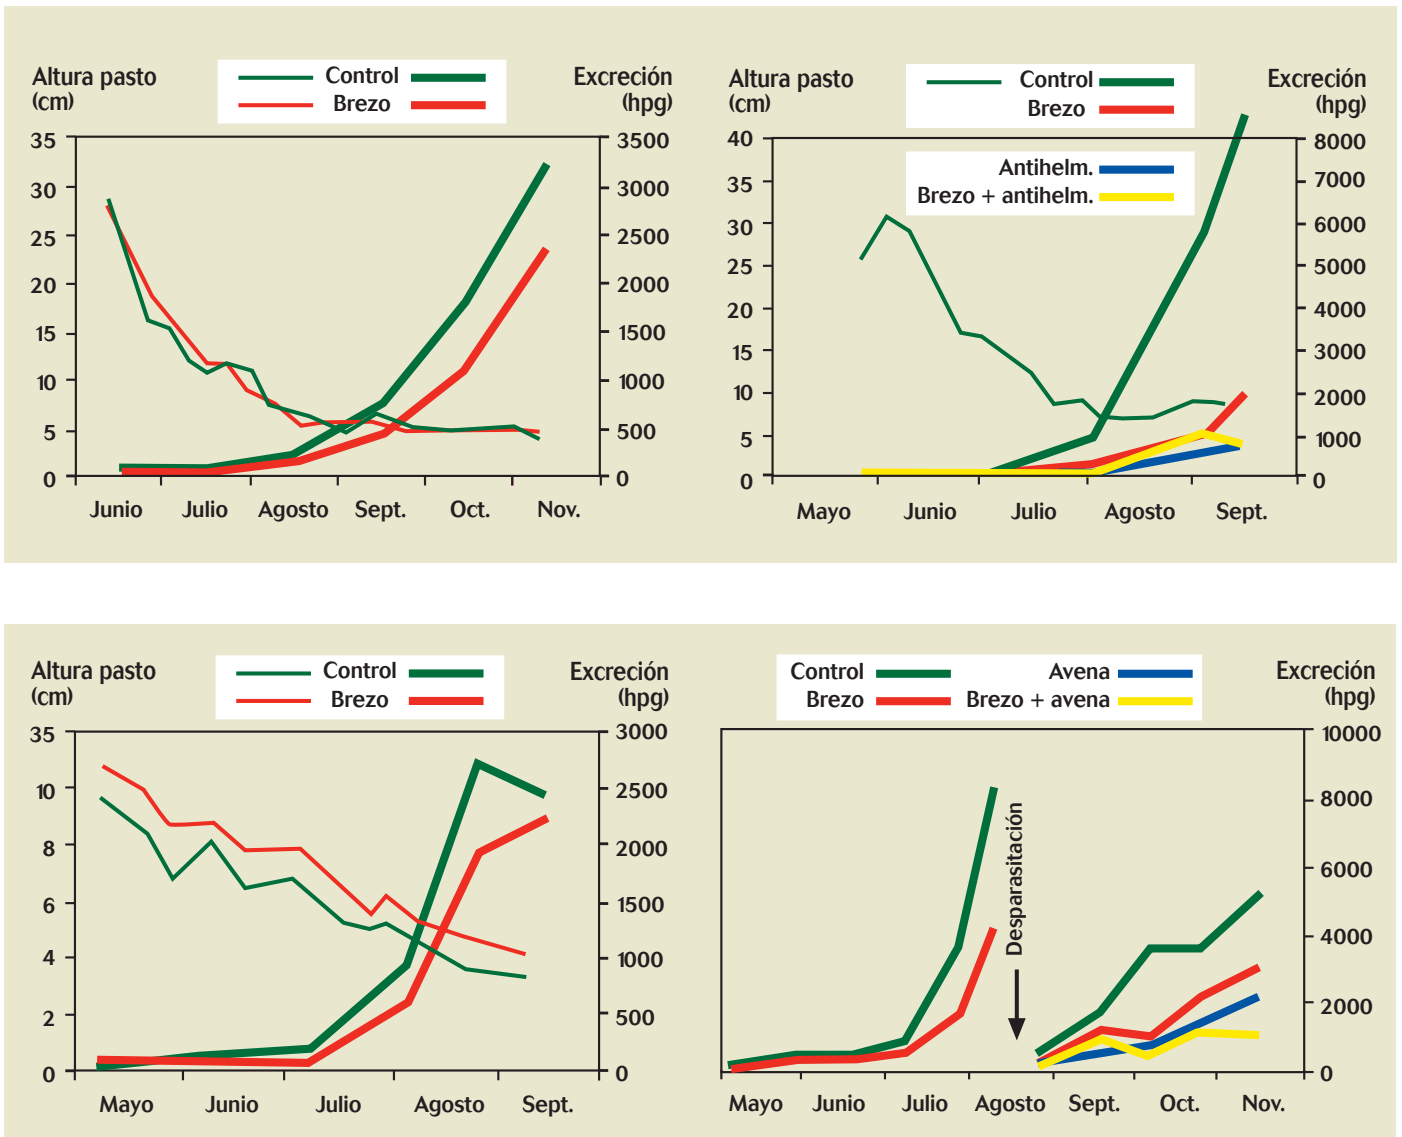 Altura pasto
(cm)
Control
Brezo
Excreción
(hpg)
35
30
25
20
15
10
5
0
3500
3000
2500
2000
1500
1000
500
0
Junio Julio Agosto Sept. Oct. Nov.
Altura pasto
(cm)
Control
Brezo
Excreción
(hpg)
Antihelm.
Brezo + antihelm.
40
35
30
25
20
15
10
5
0
8000
7000
6000
5000
4000
3000
2000
1000
0
Mayo Junio Julio Agosto Sept.
Altura pasto
(cm)
Control
Brezo
Excreción
(hpg)
35
10
8
6
4
2
0
3000
2500
2000
1500
1000
500
0
Mayo Junio Julio Agosto Sept.
Control Avena
Brezo Brezo + avena
Excreción
(hpg)
10000
8000
6000
4000
2000
0
Desparasitación
Mayo Junio Julio Agosto Sept. Oct. Nov.